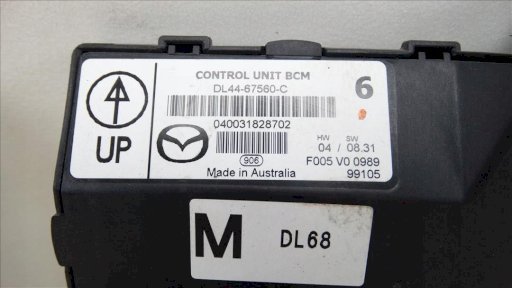 CONTROL UNIT BCM
DL44-67560-C
6
040031828702
HW SW
04 / 08.31
906
F005 V0 0989
Made in Australia
99105
UP
M
DL68